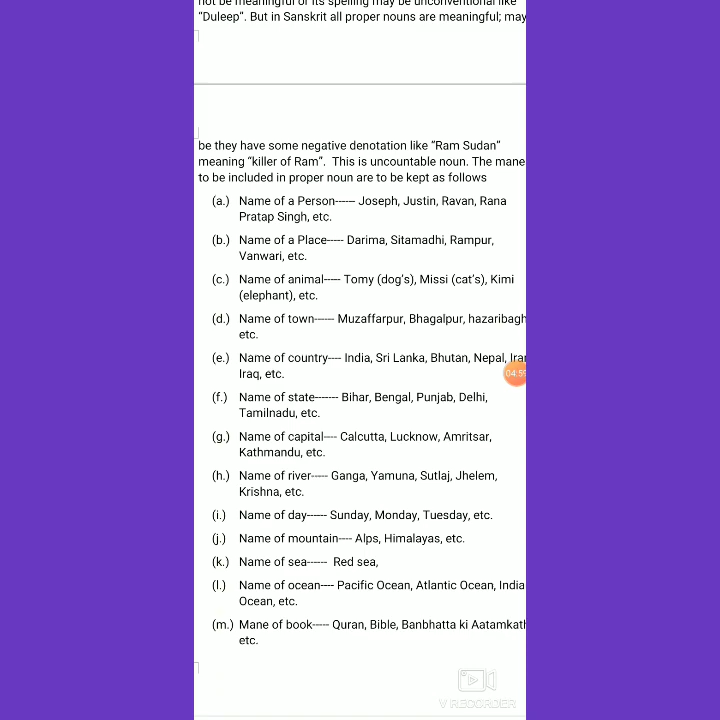 not be meaningful or its spelling may be unconventional like
“Duleep”. But in Sanskrit all proper nouns are meaningful; may
be they have some negative denotation like “Ram Sudan”
meaning “killer of Ram”. This is uncountable noun. The mane
to be included in proper noun are to be kept as follows
(a.) Name of a Person------ Joseph, Justin, Ravan, Rana
Pratap Singh, etc.
(b.) Name of a Place----- Darima, Sitamadhi, Rampur,
Vanwari, etc.
(c.) Name of animal----- Tomy (dog’s), Missi (cat’s), Kimi
(elephant), etc.
(d.) Name of town------ Muzaffarpur, Bhagalpur, hazaribagh
etc.
(e.) Name of country---- India, Sri Lanka, Bhutan, Nepal,
04:59
Iraq, etc.
(f.) Name of state------- Bihar, Bengal, Punjab, Delhi,
Tamilnadu, etc.
(g.) Name of capital---- Calcutta, Lucknow, Amritsar,
Kathmandu, etc.
(h.) Name of river----- Ganga, Yamuna, Sutlaj, Jhelem,
Krishna, etc.
(i.) Name of day------ Sunday, Monday, Tuesday, etc.
(j.) Name of mountain---- Alps, Himalayas, etc.
(k.) Name of sea------ Red sea,
(l.) Name of ocean---- Pacific Ocean, Atlantic Ocean, India
Ocean, etc.
(m.) Mane of book----- Quran, Bible, Banbhatta ki Aatamkath
etc.
V RECORDER